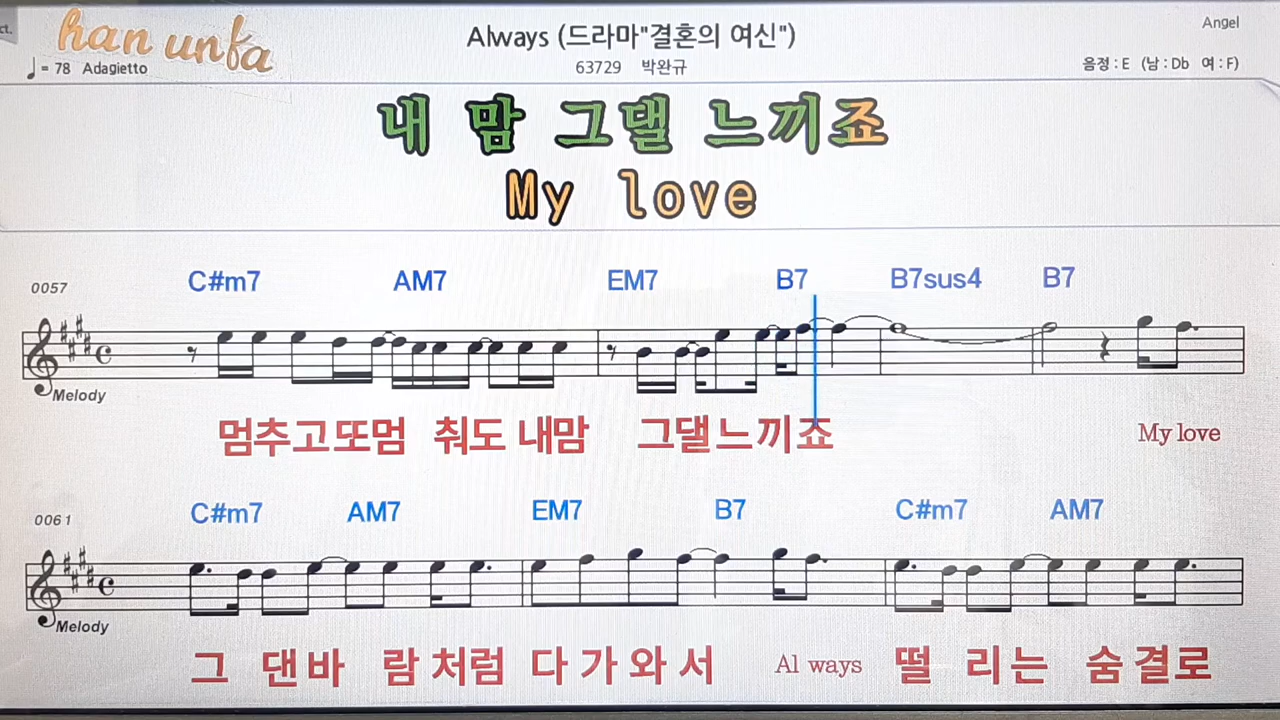 ct.
han unfa
Always (드라마"결혼의 여신")
Angel
♩= 78 Adagietto
63729 박완규
음정 : E (남 : Db 여 : F)
내 맘 그댈 느끼죠
My love
0057
C#m7 AM7 EM7 B7 B7sus4 B7
Melody
멈추고또멈 춰도 내맘 그댈느끼죠 My love
0061
C#m7 AM7 EM7 B7 C#m7 AM7
Melody
그 댄바 람처럼 다가와서 Al ways 떨 리는 숨결로